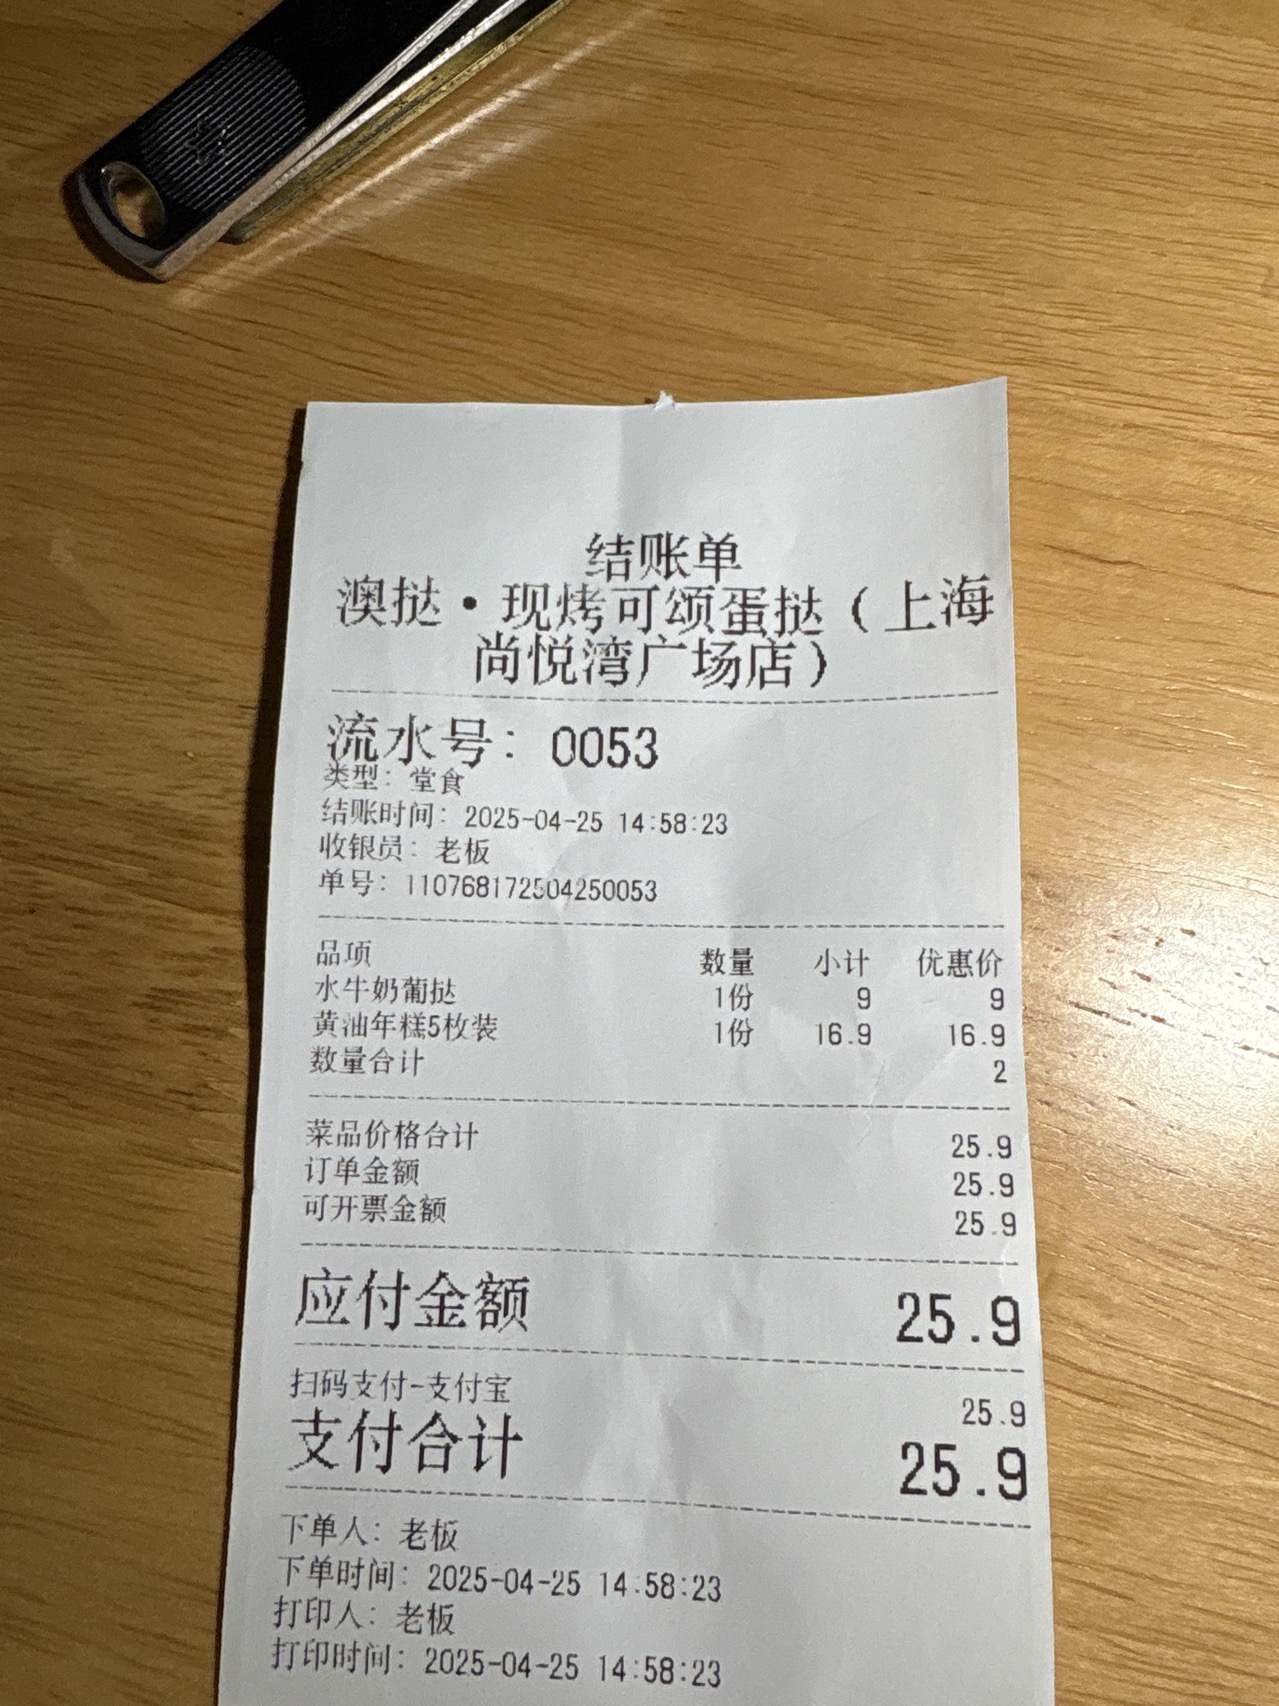 结账单
澳挞·现烤可颂蛋挞(上海
尚悦湾广场店)
流水号: 0053
类型: 堂食
结账时间: 2025-04-25 14:58:23
收银员: 老板
单号: 110768172504250053
品项 数量 小计 优惠价
水牛奶葡挞 1份 9 9
黄油年糕5枚装 1份 16.9 16.9
数量合计 2
菜品价格合计 25.9
订单金额 25.9
可开票金额 25.9
应付金额 25.9
扫码支付-支付宝 25.9
支付合计 25.9
下单人: 老板
下单时间: 2025-04-25 14:58:23
打印人: 老板
打印时间: 2025-04-25 14:58:23